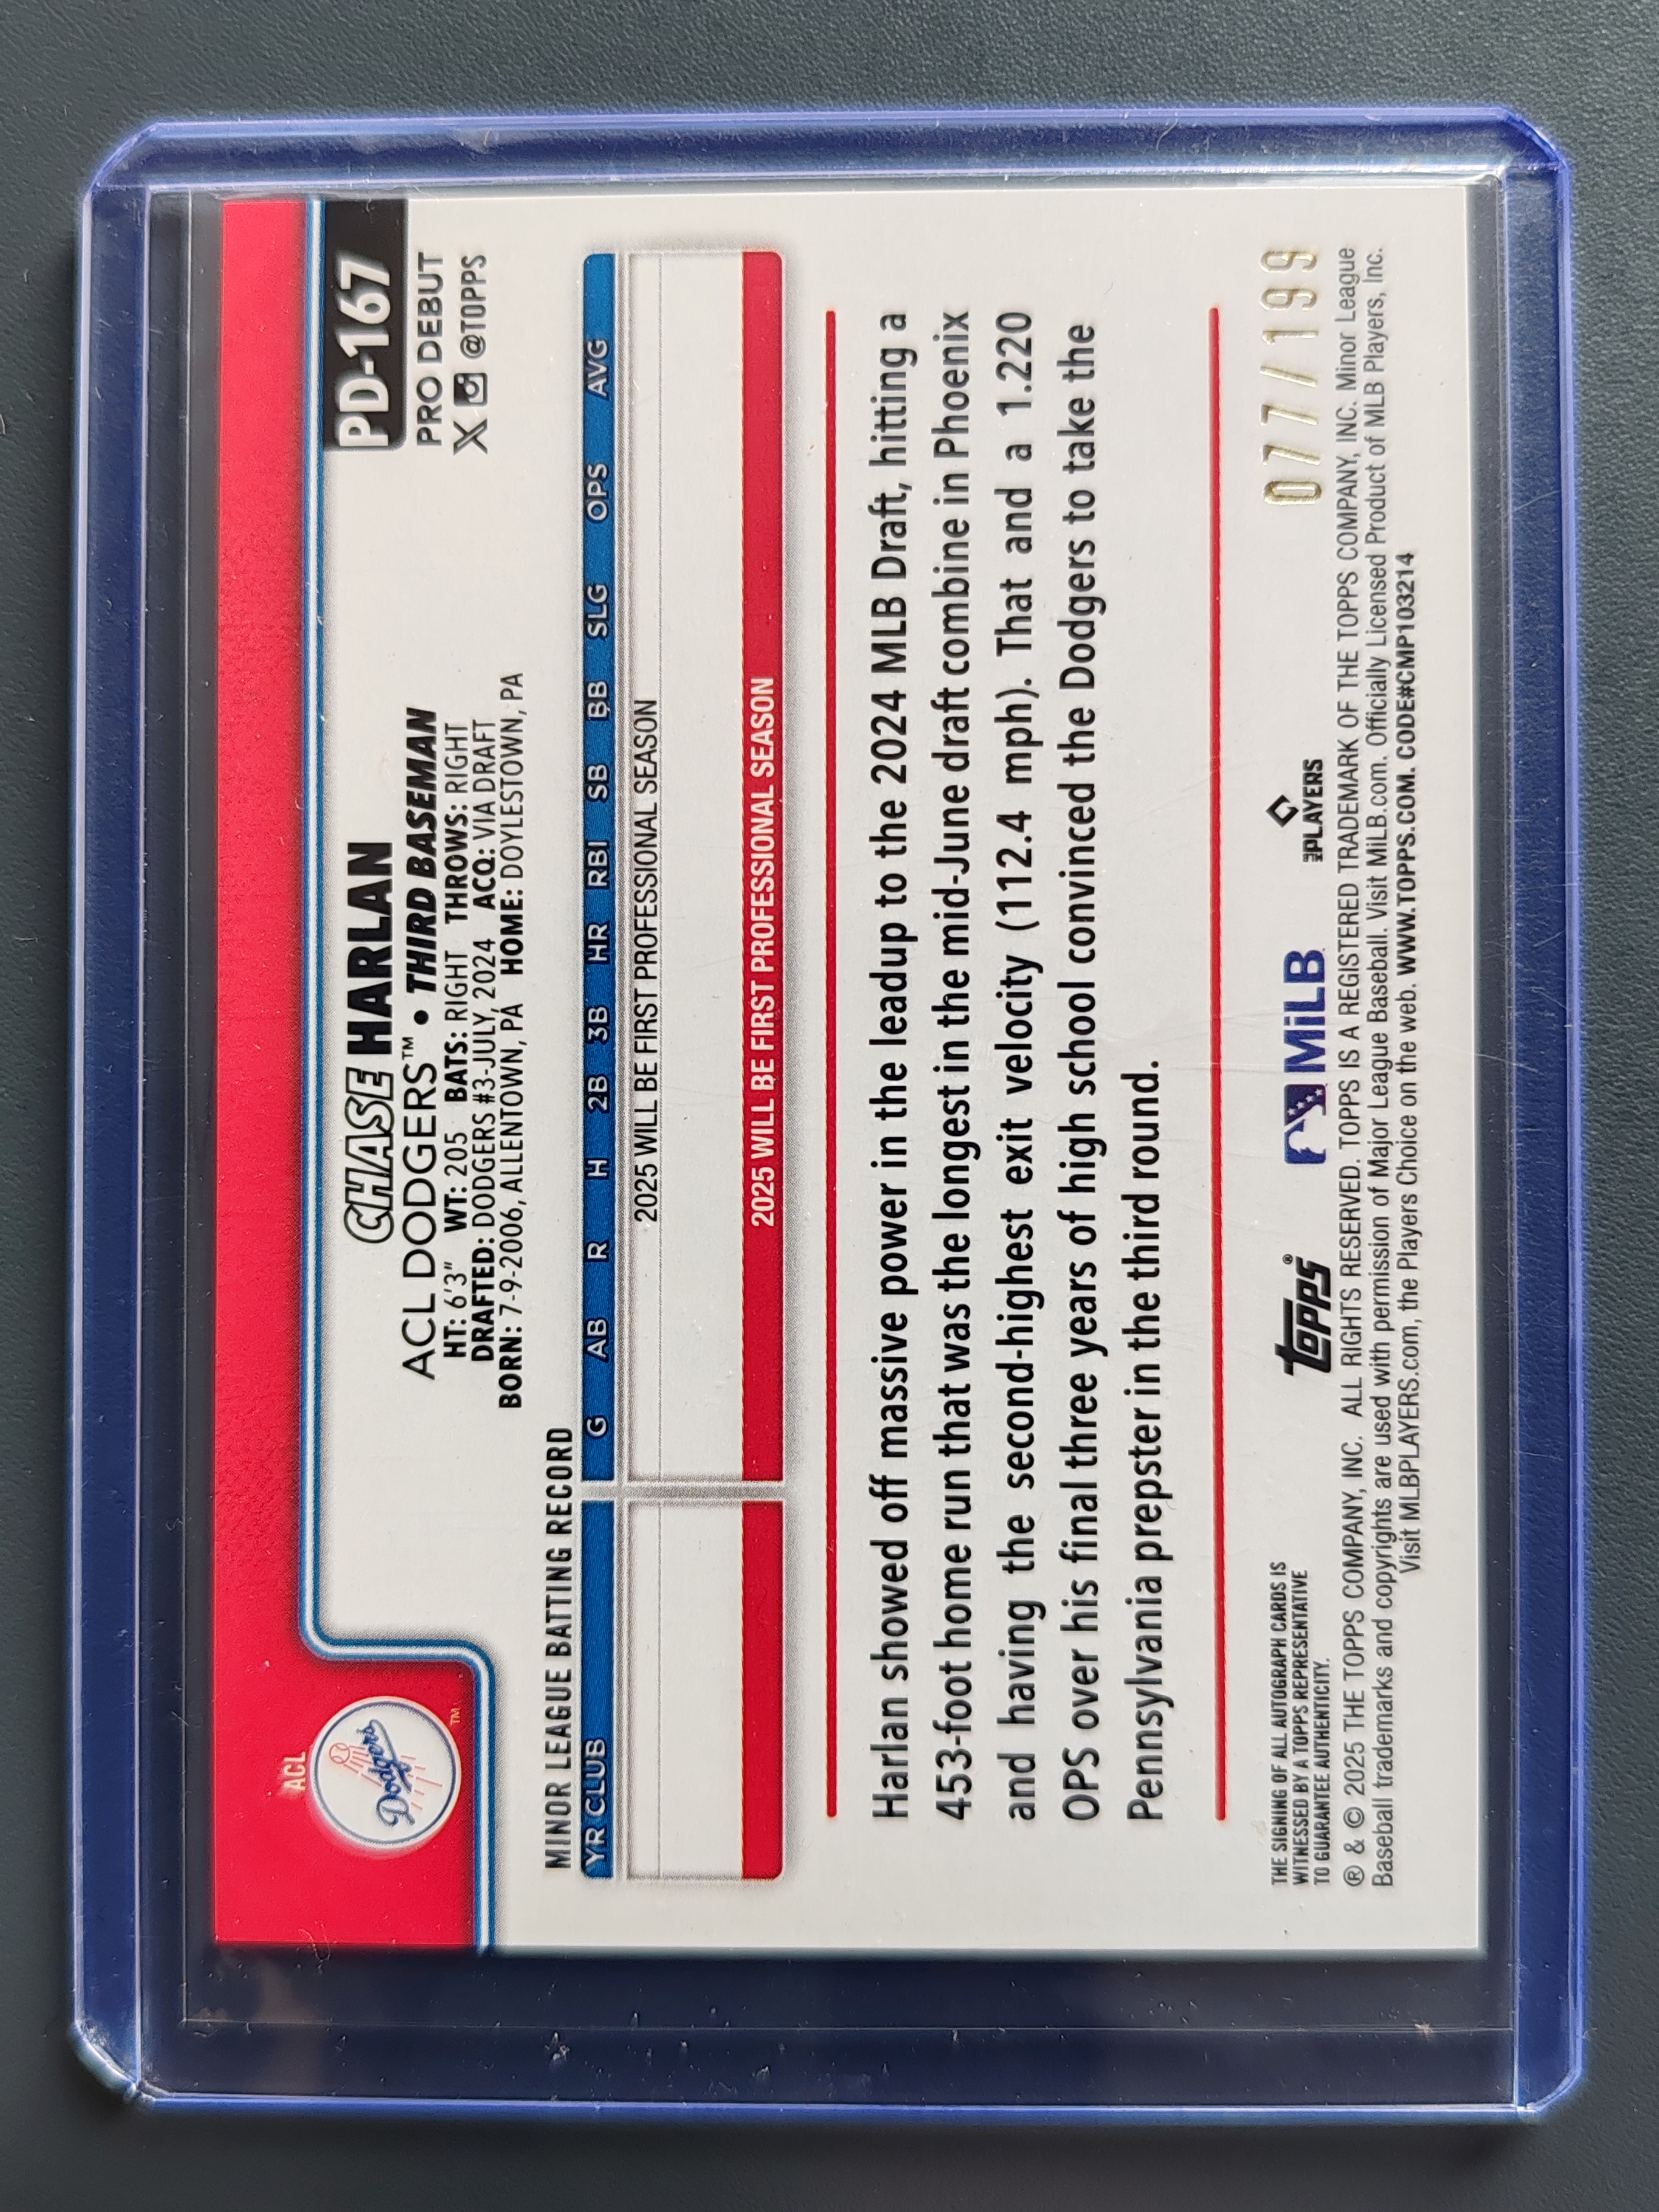 ACL
Dodgers
TM
PD-167
PRO DEBUT
X @TOPPS
CHASE HARLAN
ACL DODGERS™ • THIRD BASEMAN
HT: 6'3" WT: 205 BATS: RIGHT THROWS: RIGHT
DRAFTED: DODGERS #3-JULY, 2024 ACQ: VIA DRAFT
BORN: 7-9-2006, ALLENTOWN, PA HOME: DOYLESTOWN, PA
MINOR LEAGUE BATTING RECORD
YR CLUB G AB R H 2B 3B HR RBI SB BB SLG OPS AVG
2025 WILL BE FIRST PROFESSIONAL SEASON
2025 WILL BE FIRST PROFESSIONAL SEASON
Harlan showed off massive power in the leadup to the 2024 MLB Draft, hitting a
453-foot home run that was the longest in the mid-June draft combine in Phoenix
and having the second-highest exit velocity (112.4 mph). That and a 1.220
OPS over his final three years of high school convinced the Dodgers to take the
Pennsylvania prepster in the third round.
077/199
THE SIGNING OF ALL AUTOGRAPH CARDS IS
WITNESSED BY A TOPPS REPRESENTATIVE
TO GUARANTEE AUTHENTICITY.
topps®
MiLB
MLB PLAYERS
® & © 2025 THE TOPPS COMPANY, INC. ALL RIGHTS RESERVED. TOPPS IS A REGISTERED TRADEMARK OF THE TOPPS COMPANY, INC. Minor League
Baseball trademarks and copyrights are used with permission of Major League Baseball. Visit MiLB.com. Officially Licensed Product of MLB Players, Inc.
Visit MLBPLAYERS.com, the Players Choice on the web. WWW.TOPPS.COM. CODE#CMP103214